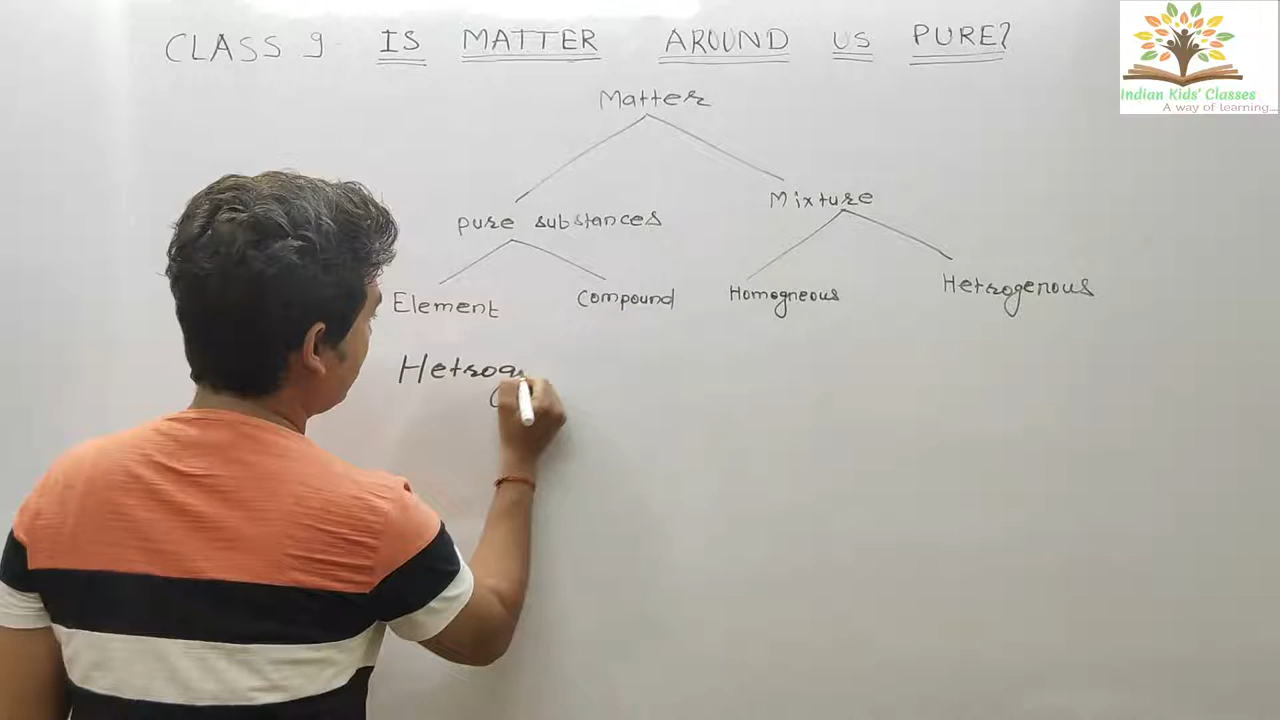 CLASS 9 IS MATTER AROUND US PURE?
Indian Kids' Classes
A way of learning....
Matter
Pure substances Mixture
Element Compound Homogneous Hetrogenous
Hetrog